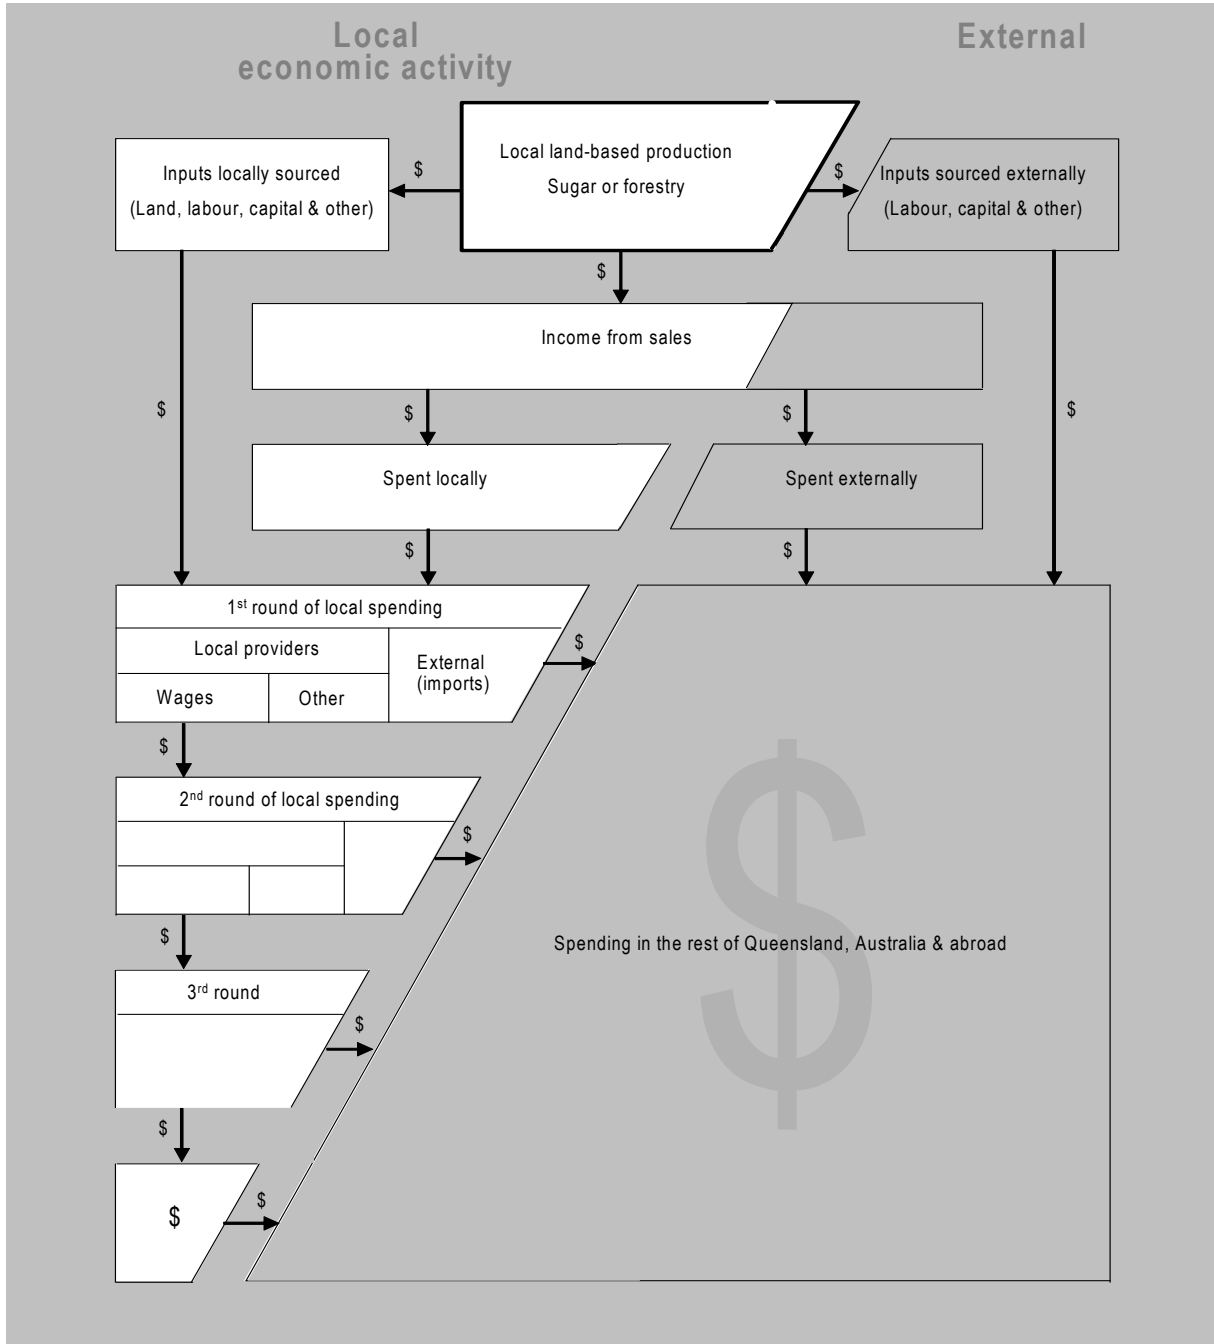 Local
economic activity
External
Local land-based production
Sugar or forestry
Inputs locally sourced
(Land, labour, capital & other)
$
$
Inputs sourced externally
(Labour, capital & other)
$
Income from sales
$
$
$
$
Spent locally
Spent externally
$
$
1st round of local spending
Local providers
Wages
Other
External
(imports)
$
$
2nd round of local spending
$
$
3rd round
$
$
$
$
Spending in the rest of Queensland, Australia & abroad
$